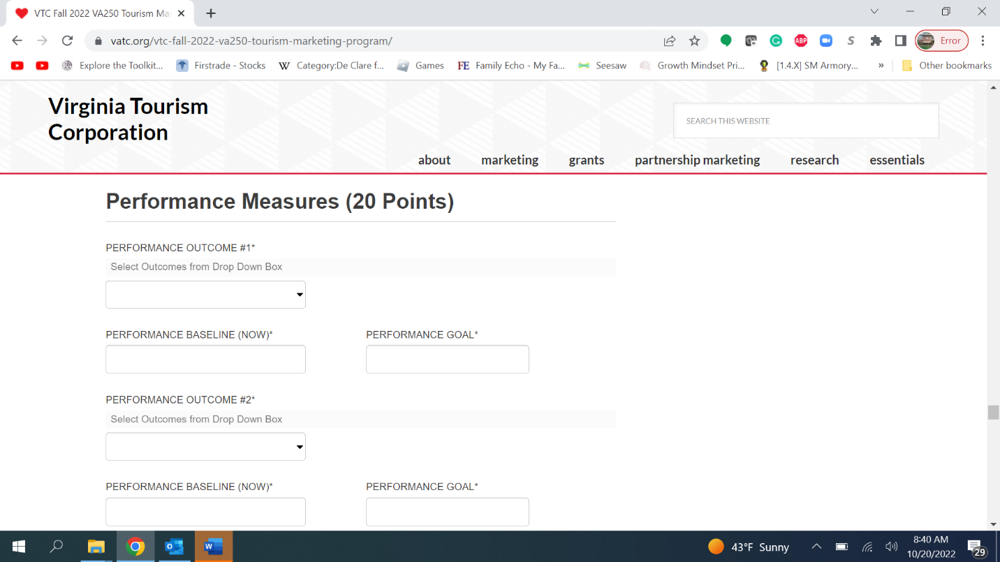 VTC Fall 2022 VA250 Tourism Ma
vatc.org/vtc-fall-2022-va250-tourism-marketing-program/
ABP
S
Error
Explore the Toolkit...
Firstrade - Stocks
W Category:De Clare f...
Games
FE Family Echo - My Fa...
Seesaw
Growth Mindset Pri...
[1.4.X] SM Armory...
»
Other bookmarks
Virginia Tourism
Corporation
SEARCH THIS WEBSITE
about marketing grants partnership marketing research essentials
Performance Measures (20 Points)
PERFORMANCE OUTCOME #1*
Select Outcomes from Drop Down Box
PERFORMANCE BASELINE (NOW)* PERFORMANCE GOAL*
PERFORMANCE OUTCOME #2*
Select Outcomes from Drop Down Box
PERFORMANCE BASELINE (NOW)* PERFORMANCE GOAL*
43°F Sunny
8:40 AM
10/20/2022
29